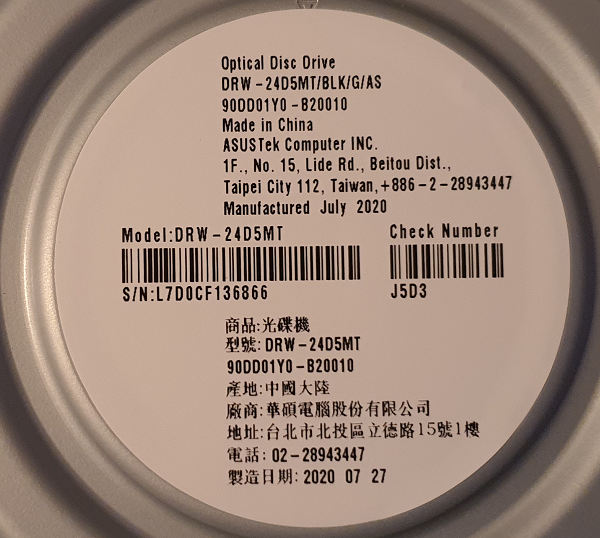 Optical Disc Drive
DRW-24D5MT/BLK/G/AS
90DD01Y0-B20010
Made in China
ASUSTek Computer INC.
1F., No. 15, Lide Rd., Beitou Dist.,
Taipei City 112, Taiwan,+886-2-28943447
Manufactured July 2020
Model:DRW-24D5MT
Check Number
S/N:L7D0CF136866
J5D3
商品:光碟機
型號:DRW-24D5MT
90DD01Y0-B20010
產地:中國大陸
廠商:華碩電腦股份有限公司
地址:台北市北投區立德路15號1樓
電話:02-28943447
製造日期:2020 07 27